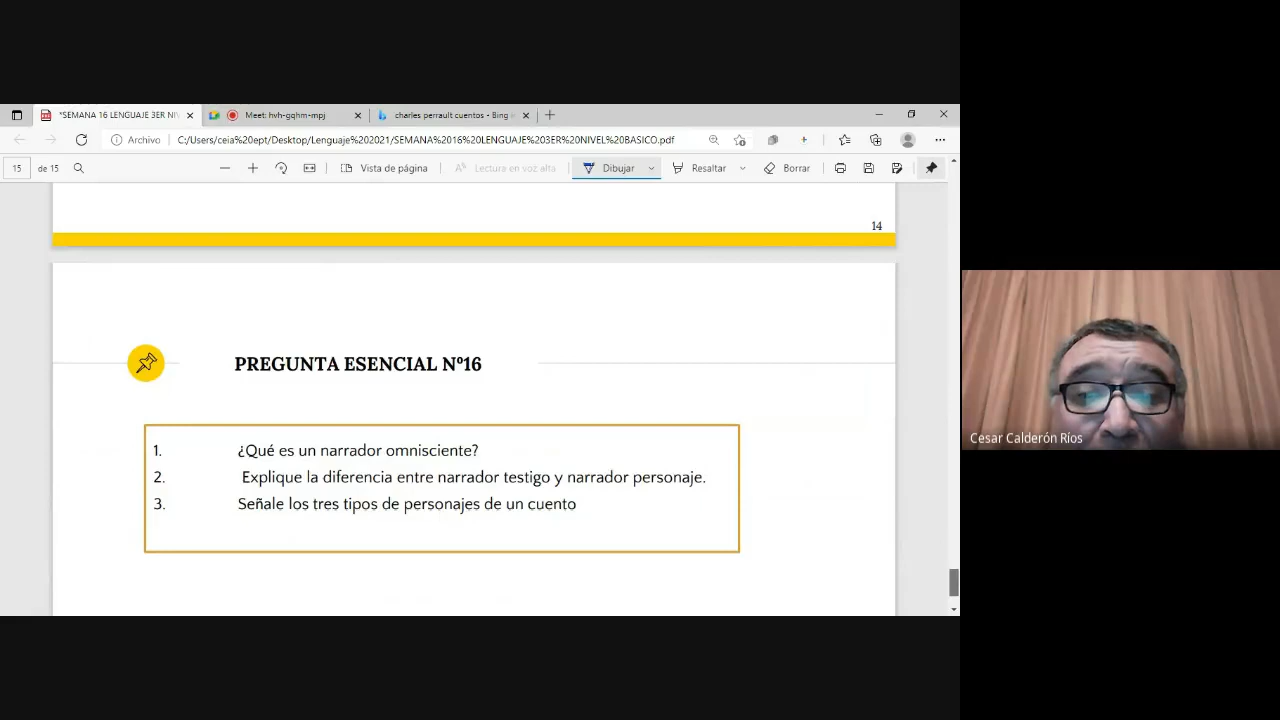 *SEMANA 16 LENGUAJE 3ER NIV
Meet: hvh-gqhm-mpj
charles perrault cuentos - Bing
Archivo
C:/Users/ceia%20ept/Desktop/Lenguaje%202021/SEMANA%2016%20LENGUAJE%203ER%20NIVEL%20BASICO.pdf
15 de 15
Vista de página
Lectura en voz alta
Dibujar
Resaltar
Borrar
14
PREGUNTA ESENCIAL Nº16
1. ¿Qué es un narrador omnisciente?
2. Explique la diferencia entre narrador testigo y narrador personaje.
3. Señale los tres tipos de personajes de un cuento
Cesar Calderón Ríos